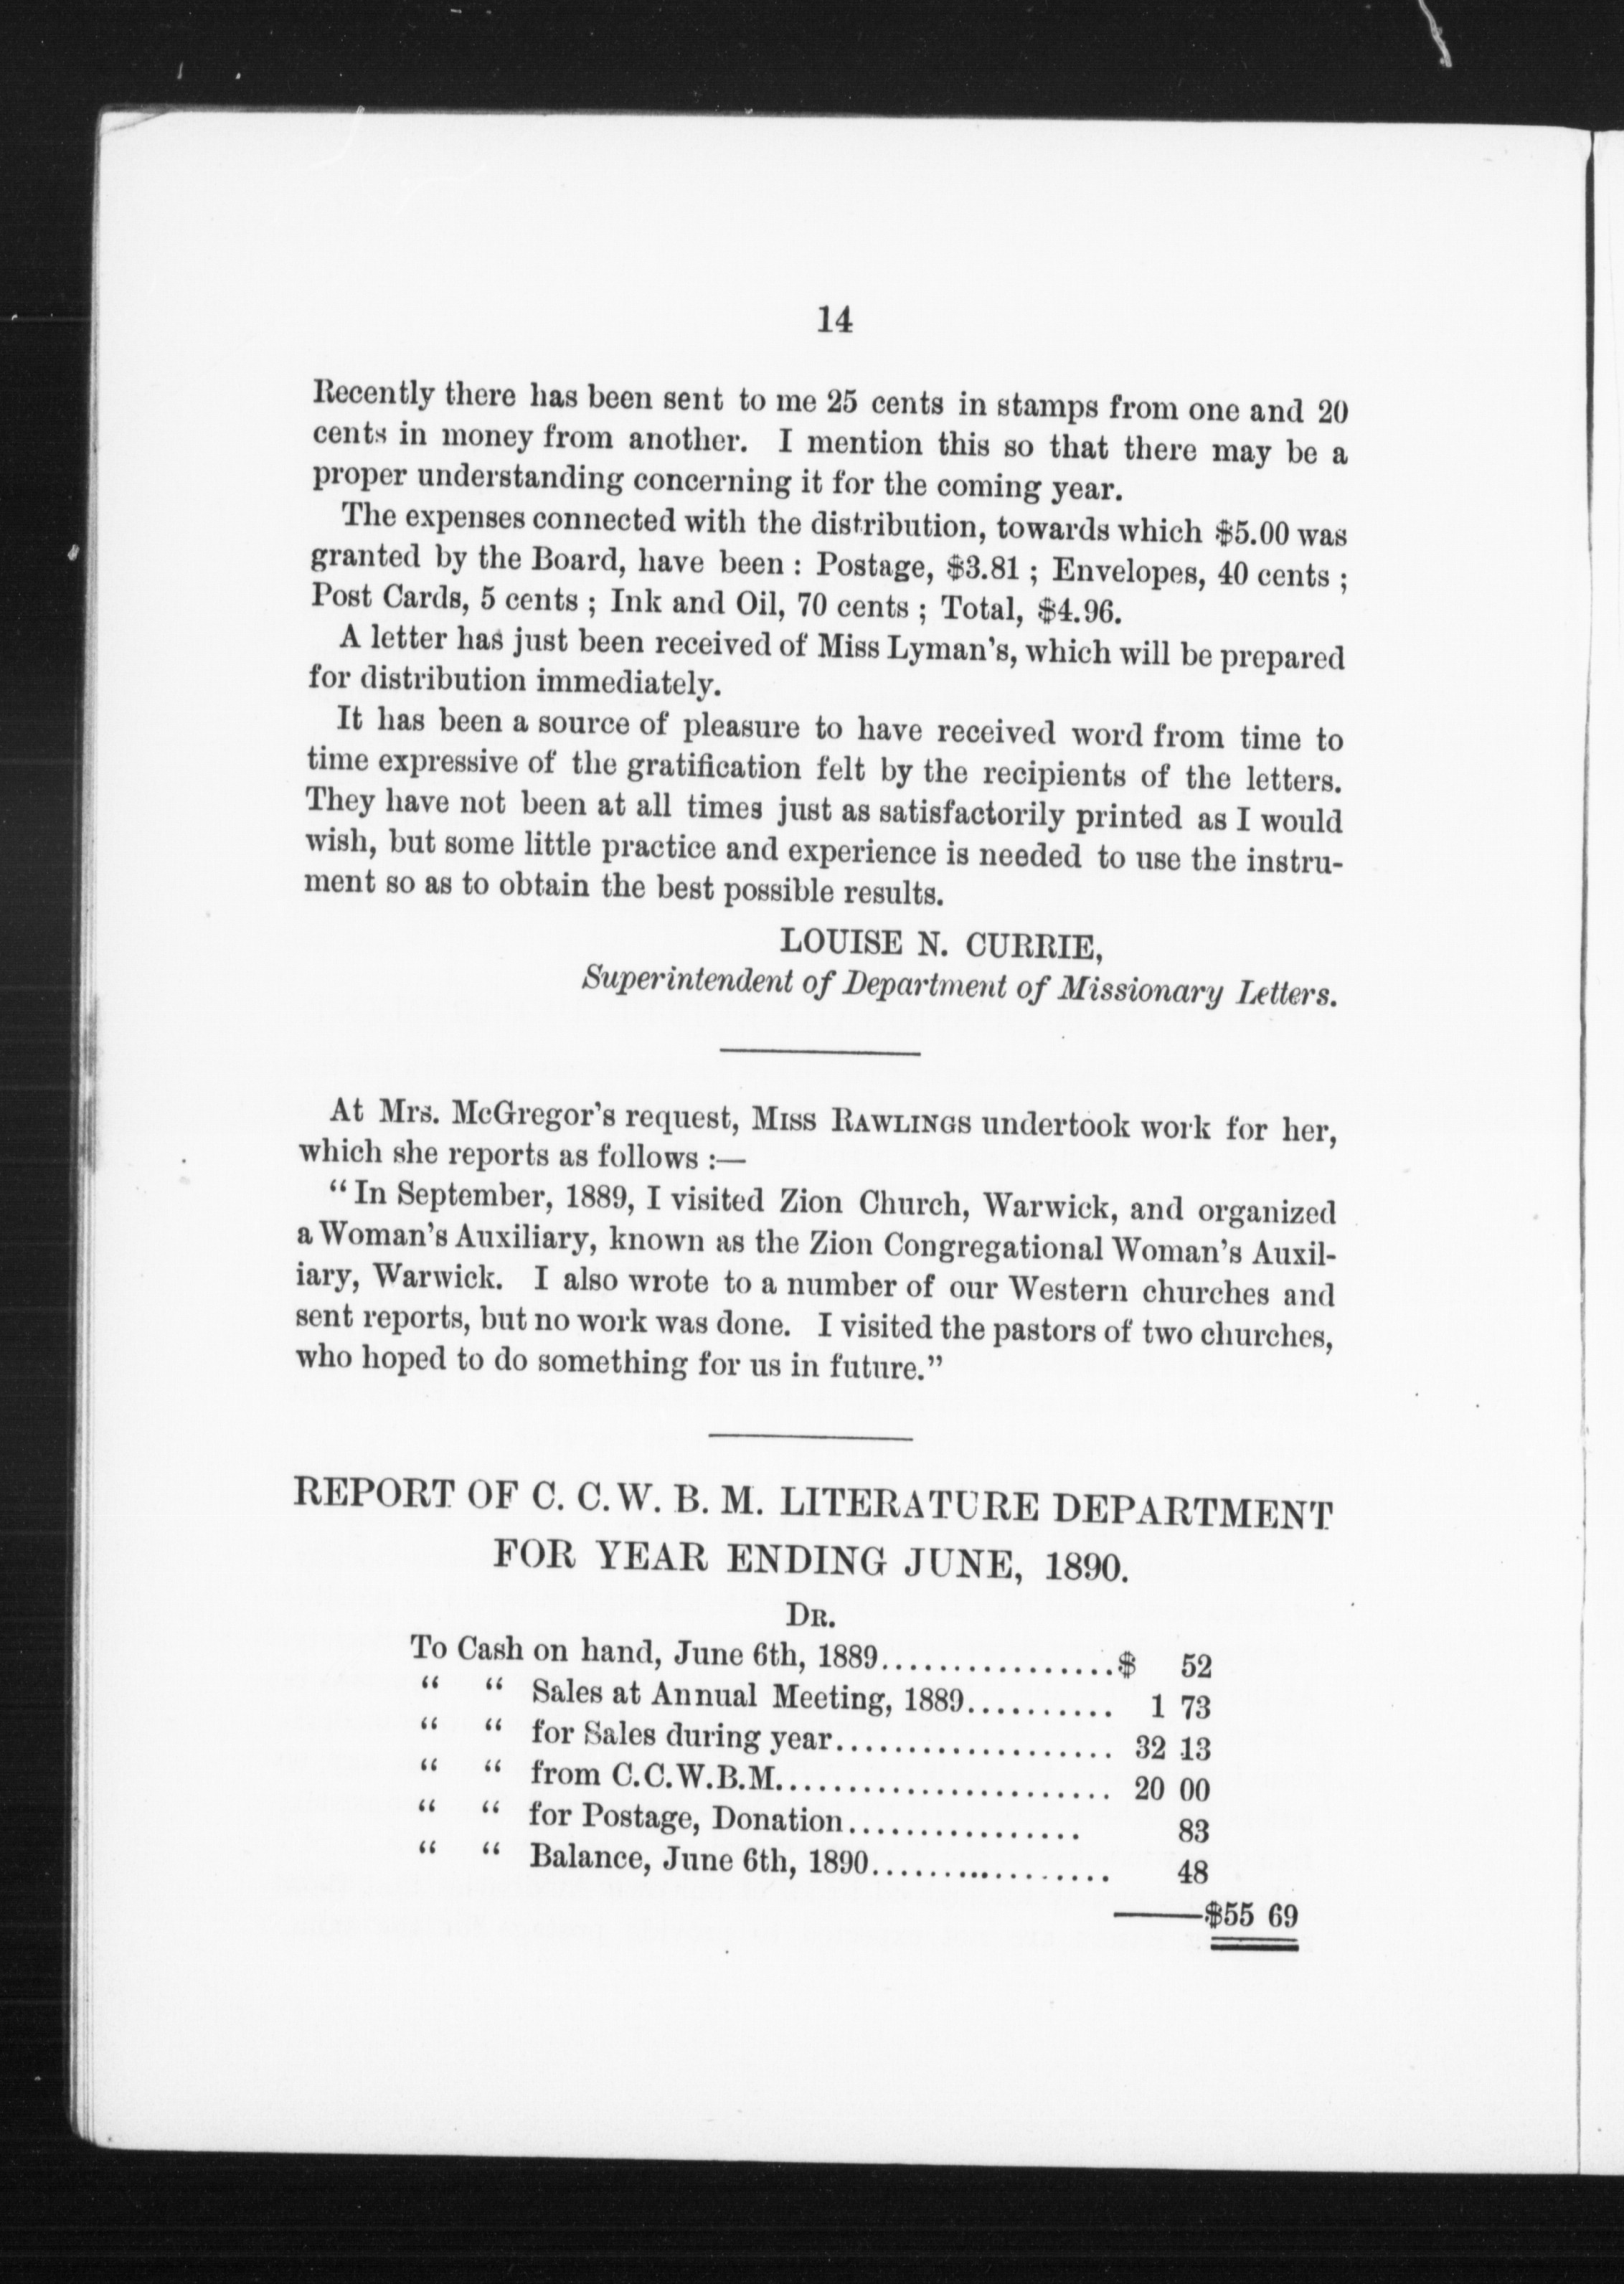 14
Recently there has been sent to me 25 cents in stamps from one and 20
cents in money from another. I mention this so that there may be a
proper understanding concerning it for the coming year.
The expenses connected with the distribution, towards which $5.00 was
granted by the Board, have been : Postage, $3.81 ; Envelopes, 40 cents ;
Post Cards, 5 cents ; Ink and Oil, 70 cents ; Total, $4.96.
A letter has just been received of Miss Lyman's, which will be prepared
for distribution immediately.
It has been a source of pleasure to have received word from time to
time expressive of the gratification felt by the recipients of the letters.
They have not been at all times just as satisfactorily printed as I would
wish, but some little practice and experience is needed to use the instru-
ment so as to obtain the best possible results.
LOUISE N. CURRIE,
Superintendent of Department of Missionary Letters.
At Mrs. McGregor's request, MISS RAWLINGS undertook work for her,
which she reports as follows :—
“ In September, 1889, I visited Zion Church, Warwick, and organized
a Woman's Auxiliary, known as the Zion Congregational Woman's Auxil-
iary, Warwick. I also wrote to a number of our Western churches and
sent reports, but no work was done. I visited the pastors of two churches,
who hoped to do something for us in future.”
REPORT OF C. C. W. B. M. LITERATURE DEPARTMENT
FOR YEAR ENDING JUNE, 1890.
DR.
To Cash on hand, June 6th, 1889................$ 52
“ “ Sales at Annual Meeting, 1889.......... 1 73
“ “ for Sales during year................... 32 13
“ “ from C.C.W.B.M....................... 20 00
“ “ for Postage, Donation................ 83
“ “ Balance, June 6th, 1890................. 48
——$55 69